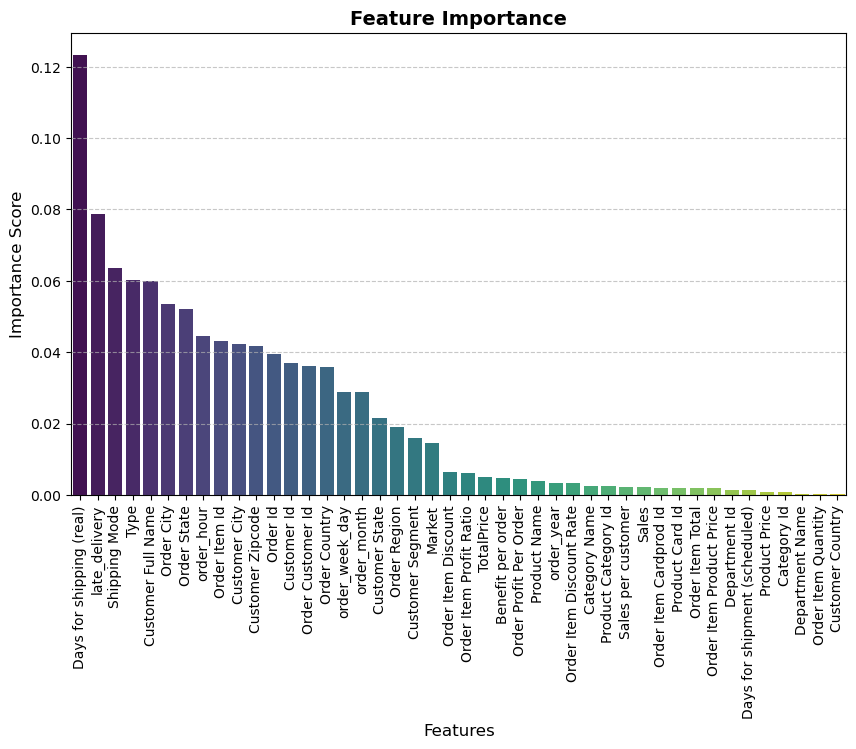 Feature Importance
Importance Score
0.12
0.10
0.08
0.06
0.04
0.02
0.00
Days for shipping (real)
late_delivery
Shipping Mode
Type
Customer Full Name
Order City
Order State
order_hour
Order Item Id
Customer City
Customer Zipcode
Order Id
Customer Id
Order Customer Id
Order Country
order_week_day
order_month
Customer State
Order Region
Customer Segment
Market
Order Item Discount
Order Item Profit Ratio
TotalPrice
Benefit per order
Order Profit Per Order
Product Name
order_year
Order Item Discount Rate
Category Name
Product Category Id
Sales per customer
Sales
Order Item Cardprod Id
Product Card Id
Order Item Total
Order Item Product Price
Department Id
Days for shipment (scheduled)
Product Price
Category Id
Department Name
Order Item Quantity
Customer Country
Features